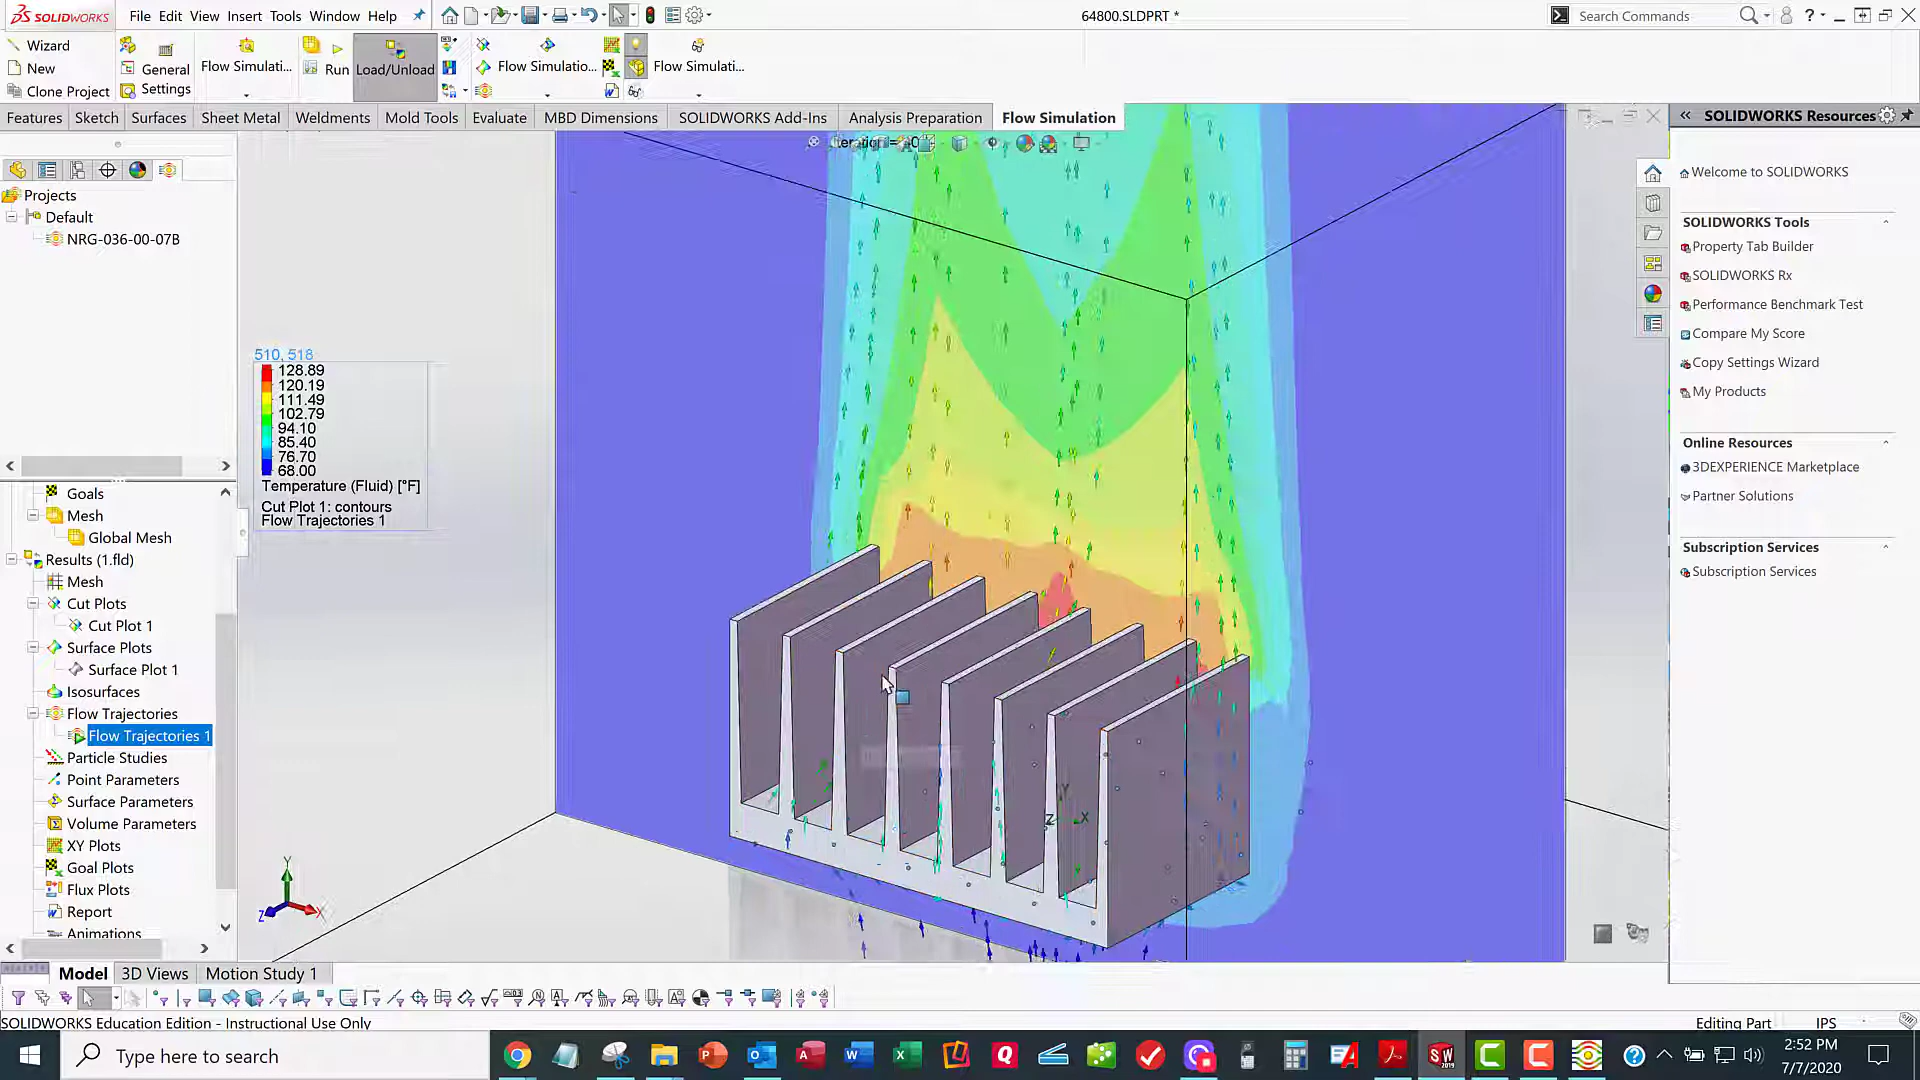 SOLIDWORKS
File Edit View Insert Tools Window Help
64800.SLDPRT *
Search Commands
Wizard
New
Clone Project
General
Settings
Flow Simulati...
Run
Load/Unload
Flow Simulatio...
Flow Simulati...
Features Sketch Surfaces Sheet Metal Weldments Mold Tools Evaluate MBD Dimensions SOLIDWORKS Add-Ins Analysis Preparation Flow Simulation
SOLIDWORKS Resources
Projects
Default
NRG-036-00-07B
510, 518
128.89
120.19
111.49
102.79
94.10
85.40
76.70
68.00
Temperature (Fluid) [°F]
Cut Plot 1: contours
Flow Trajectories 1
Goals
Mesh
Global Mesh
Results (1.fld)
Mesh
Cut Plots
Cut Plot 1
Surface Plots
Surface Plot 1
Isosurfaces
Flow Trajectories
Flow Trajectories 1
Particle Studies
Point Parameters
Surface Parameters
Volume Parameters
XY Plots
Goal Plots
Flux Plots
Report
Animations
Y
Z
X
Y
Z
X
Welcome to SOLIDWORKS
SOLIDWORKS Tools
Property Tab Builder
SOLIDWORKS Rx
Performance Benchmark Test
Compare My Score
Copy Settings Wizard
My Products
Online Resources
3DEXPERIENCE Marketplace
Partner Solutions
Subscription Services
Subscription Services
Model 3D Views Motion Study 1
SOLIDWORKS Education Edition - Instructional Use Only
Editing Part
IPS
Type here to search
2:52 PM
7/7/2020